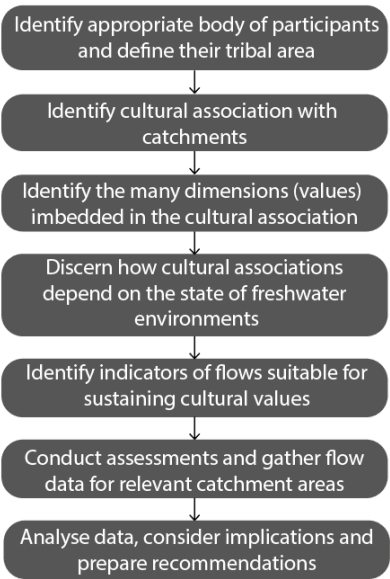 Identify appropriate body of participants
and define their tribal area
Identify cultural association with
catchments
Identify the many dimensions (values)
imbedded in the cultural association
Discern how cultural associations
depend on the state of freshwater
environments
Identify indicators of flows suitable for
sustaining cultural values
Conduct assessments and gather flow
data for relevant catchment areas
Analyse data, consider implications and
prepare recommendations